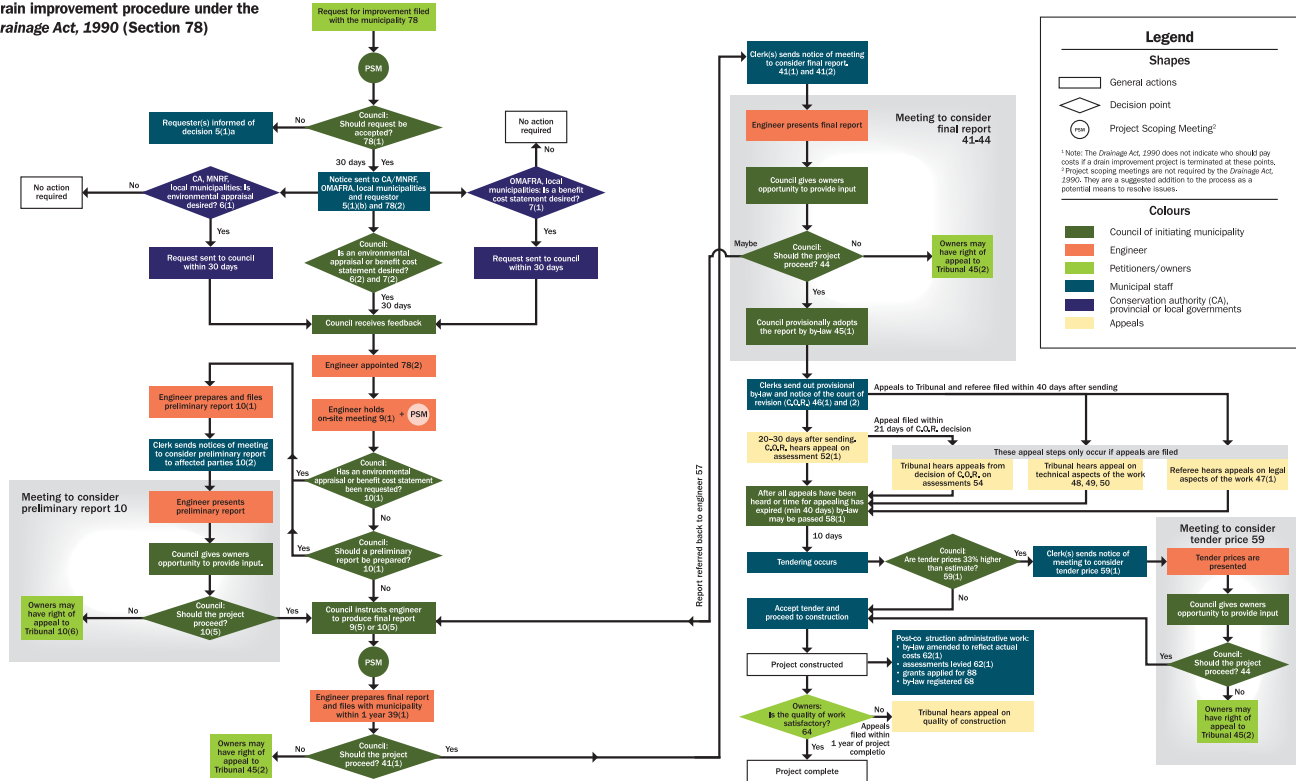 rain improvement procedure under the
rainage Act, 1990 (Section 78)
Request for improvement filed
with the municipality 78
PSM
Council:
Should request be
accepted?
78(1)
No
Requester(s) informed of
decision 5(1)a
30 days
Yes
Notice sent to CA/MNRF,
OMAFRA, local municipalities
and requestor
5(1)(b) and 78(2)
CA, MNRF,
local municipalities: Is
environmental appraisal
desired? 6(1)
No
No action
required
Yes
Request sent to council
within 30 days
OMAFRA, local
municipalities: Is a benefit
cost statement desired?
7(1)
No
No action
required
Yes
Request sent to council
within 30 days
Council:
Is an environmental
appraisal or benefit cost
statement desired?
6(2) and 7(2)
Yes
30 days
Council receives feedback
Engineer appointed 78(2)
Engineer holds
on-site meeting 9(1)
+
PSM
Council:
Has an environmental
appraisal or benefit cost statement
been requested?
10(1)
Yes
No
Council:
Should a preliminary
report be prepared?
10(1)
Yes
No
Engineer prepares and files
preliminary report 10(1)
Clerk sends notices of meeting
to consider preliminary report
to affected parties 10(2)
Meeting to consider
preliminary report 10
Engineer presents
preliminary report
Council gives owners
opportunity to provide input.
Council:
Should the project
proceed?
10(5)
No
Owners may
have right of
appeal to
Tribunal 10(6)
Yes
Council instructs engineer
to produce final report
9(5) or 10(5)
PSM
Engineer prepares final report
and files with municipality
within 1 year 39(1)
Council:
Should the project
proceed? 41(1)
No
Owners may
have right of
appeal to
Tribunal 45(2)
Yes
Report referred back to engineer 57
Clerk(s) sends notice of meeting
to consider final report.
41(1) and 41(2)
Meeting to consider
final report
41-44
Engineer presents final report
Council gives owners
opportunity to provide input
Council:
Should the project
proceed? 44
Maybe
No
Owners may
have right of
appeal to
Tribunal 45(2)
Yes
Council provisionally adopts
the report by by-law 45(1)
Clerks send out provisional
by-law and notice of the court of
revision (C.O.R.) 46(1) and (2)
Appeals to Tribunal and referee filed within 40 days after sending
Appeal filed within
21 days of C.O.R. decision
20–30 days after sending.
C.O.R. hears appeal on
assessment 52(1)
These appeal steps only occur if appeals are filed
Tribunal hears appeals from
decision of C.O.R on
assessments 54
Tribunal hears appeal on
technical aspects of the work
48, 49, 50
Referee hears appeals on legal
aspects of the work 47(1)
After all appeals have been
heard or time for appealing has
expired (min 40 days) by-law
may be passed 58(1)
10 days
Tendering occurs
Council:
Are tender prices 33% higher
than estimate?
59(1)
Yes
Clerk(s) sends notice of
meeting to consider
tender price 59(1)
No
Meeting to consider
tender price 59
Tender prices are
presented
Council gives owners
opportunity to provide input
Council:
Should the project
proceed? 44
Yes
No
Owners may
have right of
appeal to
Tribunal 45(2)
Accept tender and
proceed to construction
Project constructed
Post-co struction administrative work:
• by-law amended to reflect actual
costs 62(1)
• assessments levied 62(1)
• grants applied for 88
• by-law registered 68
Owners:
Is the quality of work
satisfactory?
64
No
Appeals
filed within
1 year of project
completio
Tribunal hears appeal on
quality of construction
Yes
Project complete
Legend
Shapes
General actions
Decision point
PSM
Project Scoping Meeting2
1 Note: The Drainage Act, 1990 does not indicate who should pay
costs if a drain improvement project is terminated at these points.
2 Project scoping meetings are not required by the Drainage Act,
1990. They are a suggested addition to the process as a
potential means to resolve issues.
Colours
Council of initiating municipality
Engineer
Petitioners/owners
Municipal staff
Conservation authority (CA),
provincial or local governments
Appeals